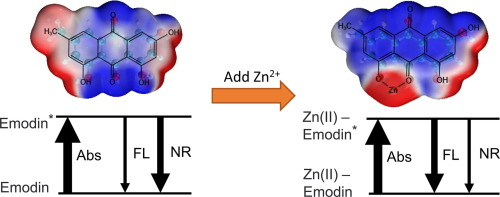 O
H₃C
OH
OH
O
OH
Add Zn²⁺
O
H₃C
OH
O
Zn
O
OH
Emodin*
Abs
FL
NR
Emodin
Zn(II) –
Emodin*
Abs
FL
NR
Zn(II) –
Emodin